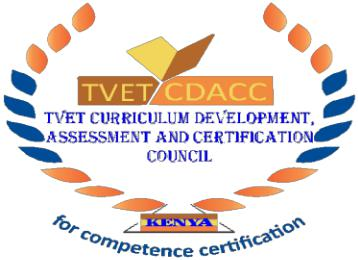 TVET CDACC
TVET CURRICULUM DEVELOPMENT,
ASSESSMENT AND CERTIFICATION
COUNCIL
KENYA
for competence certification